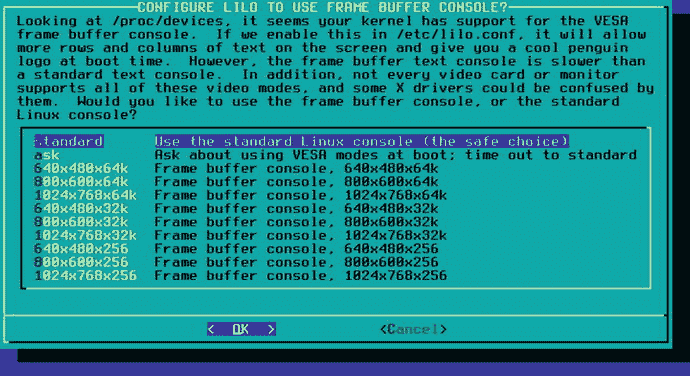 CONFIGURE LILO TO USE FRAME BUFFER CONSOLE?
Looking at /proc/devices, it seems your kernel has support for the VESA
frame buffer console.  If we enable this in /etc/lilo.conf, it will allow
more rows and columns of text on the screen and give you a cool penguin
logo at boot time.  However, the frame buffer text console is slower than
a standard text console.  In addition, not every video card or monitor
supports all of these video modes, and some X drivers could be confused by
them.  Would you like to use the frame buffer console, or the standard
Linux console?
standard Use the standard Linux console (the safe choice)
ask Ask about using VESA modes at boot; time out to standard
640x480x64k Frame buffer console, 640x480x64k
800x600x64k Frame buffer console, 800x600x64k
1024x768x64k Frame buffer console, 1024x768x64k
640x480x32k Frame buffer console, 640x480x32k
800x600x32k Frame buffer console, 800x600x32k
1024x768x32k Frame buffer console, 1024x768x32k
640x480x256 Frame buffer console, 640x480x256
800x600x256 Frame buffer console, 800x600x256
1024x768x256 Frame buffer console, 1024x768x256
< OK > <Cancel>